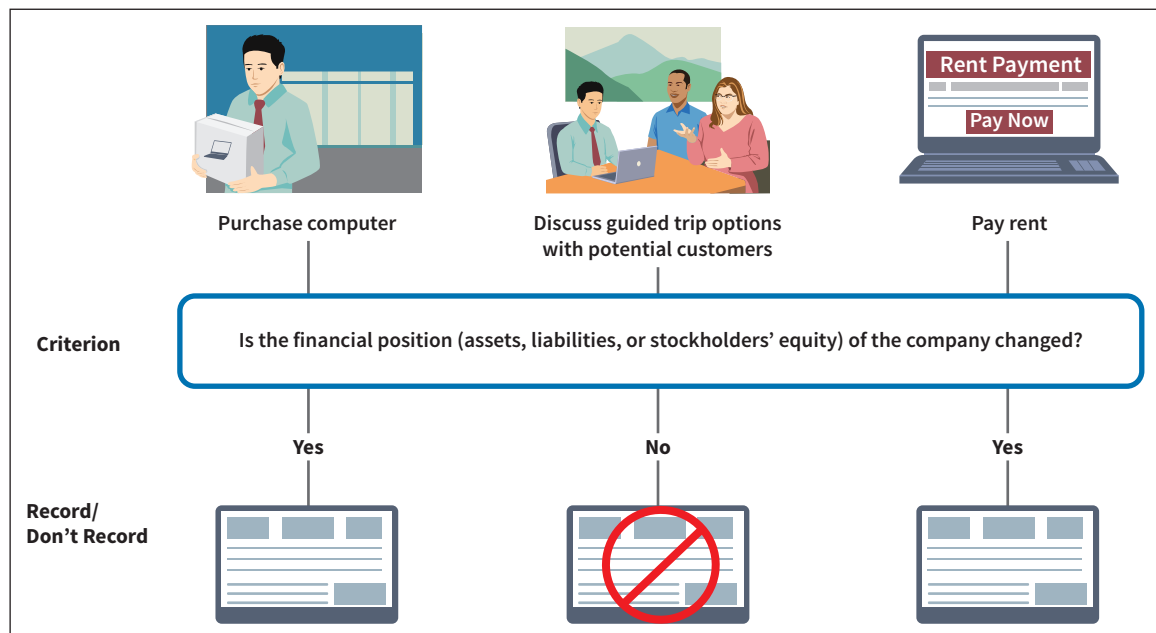 Rent Payment
Pay Now
Purchase computer
Discuss guided trip options
with potential customers
Pay rent
Criterion
Is the financial position (assets, liabilities, or stockholders’ equity) of the company changed?
Yes
No
Yes
Record/
Don’t Record